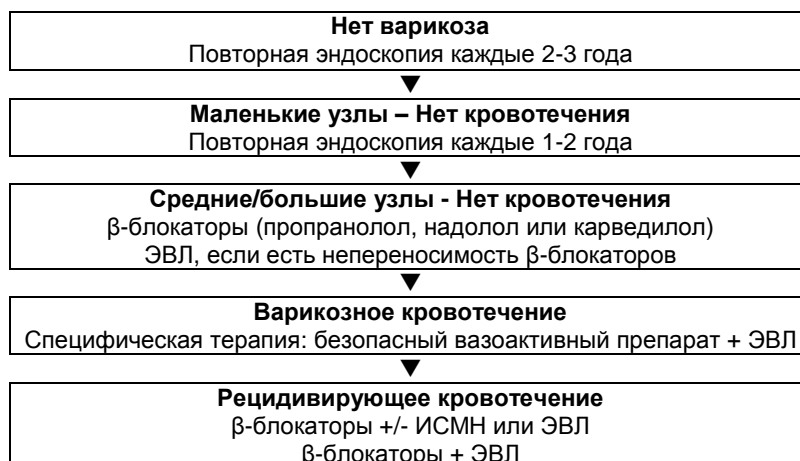 Нет варикоза
Повторная эндоскопия каждые 2-3 года
Маленькие узлы – Нет кровотечения
Повторная эндоскопия каждые 1-2 года
Средние/большие узлы - Нет кровотечения
β-блокаторы (пропранолол, надолол или карведилол)
ЭВЛ, если есть непереносимость β-блокаторов
Варикозное кровотечение
Специфическая терапия: безопасный вазоактивный препарат + ЭВЛ
Рецидивирующее кровотечение
β-блокаторы +/- ИСМН или ЭВЛ
β-блокаторы + ЭВЛ